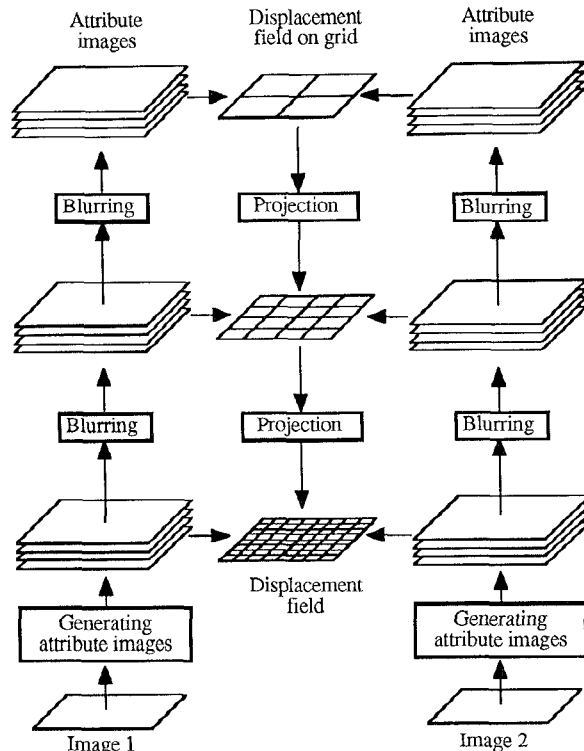 Attribute
images
Displacement
field on grid
Attribute
images
Blurring
Projection
Blurring
Blurring
Projection
Blurring
Displacement
field
Generating
attribute images
Generating
attribute images
Image 1
Image 2